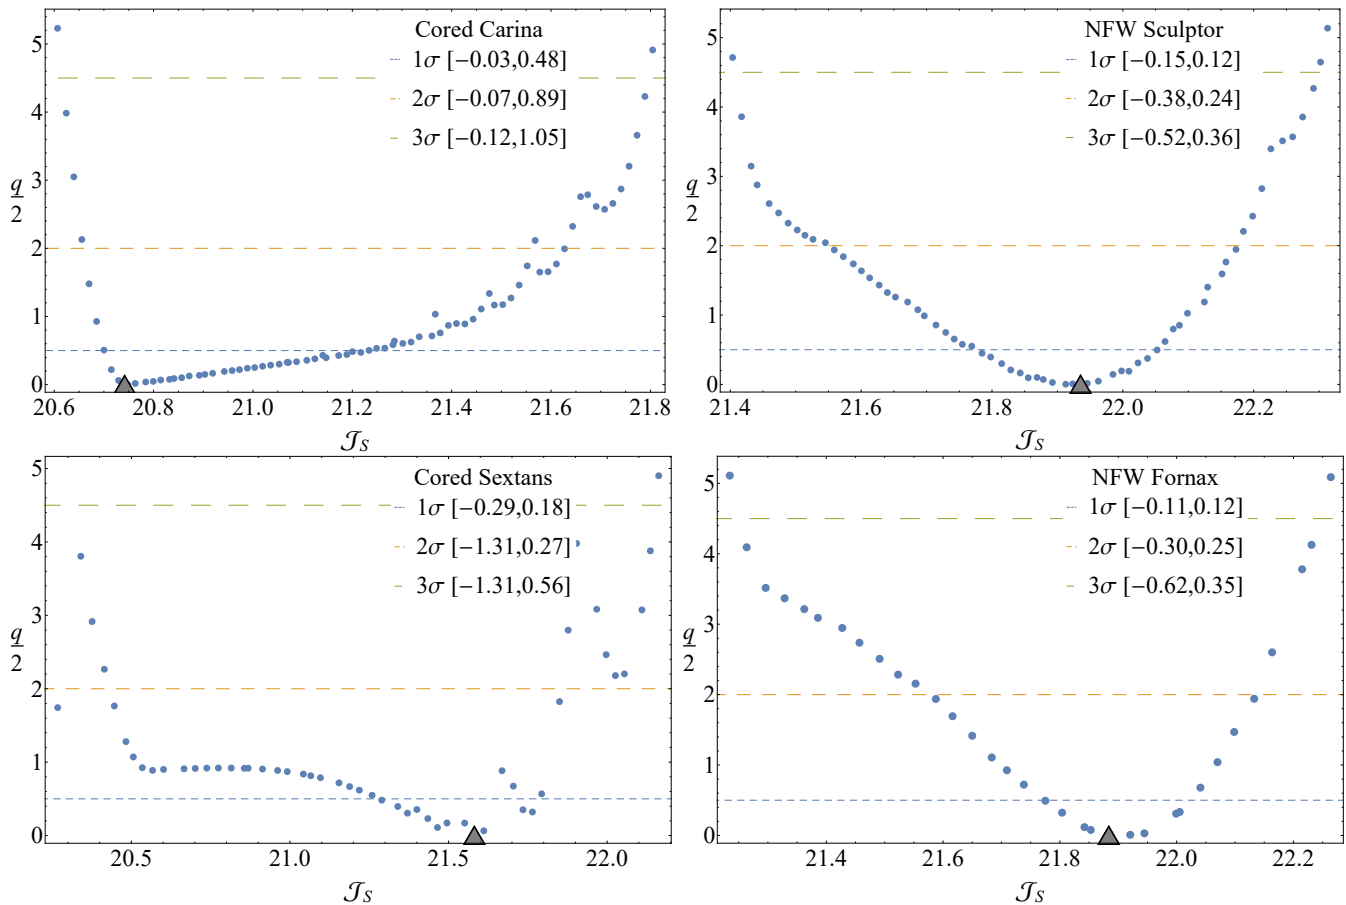 Cored Carina
1σ [−0.03,0.48]
2σ [−0.07,0.89]
3σ [−0.12,1.05]
5
4
3
2
1
0
q
2
20.6 20.8 21.0 21.2 21.4 21.6 21.8
𝒥S
NFW Sculptor
1σ [−0.15,0.12]
2σ [−0.38,0.24]
3σ [−0.52,0.36]
5
4
3
2
1
0
q
2
21.4 21.6 21.8 22.0 22.2
𝒥S
Cored Sextans
1σ [−0.29,0.18]
2σ [−1.31,0.27]
3σ [−1.31,0.56]
5
4
3
2
1
0
q
2
20.5 21.0 21.5 22.0
𝒥S
NFW Fornax
1σ [−0.11,0.12]
2σ [−0.30,0.25]
3σ [−0.62,0.35]
5
4
3
2
1
0
q
2
21.4 21.6 21.8 22.0 22.2
𝒥S